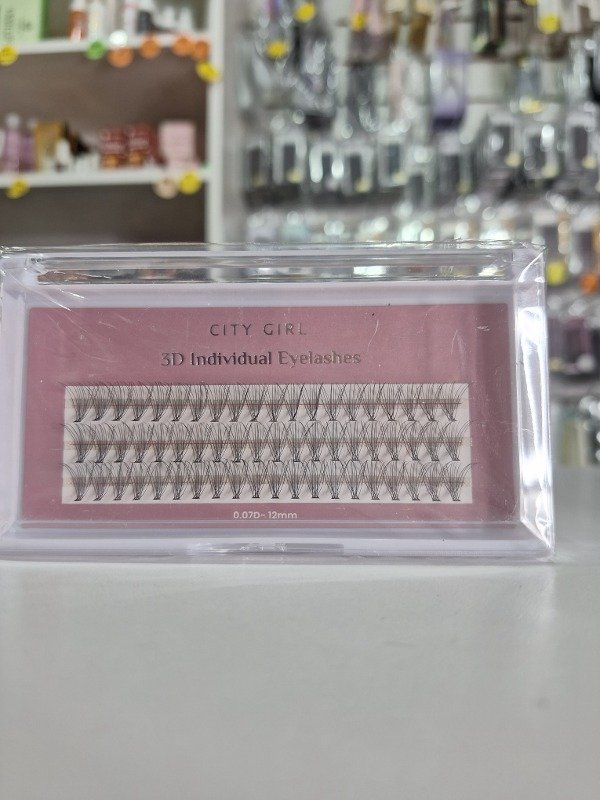 CITY GIRL
3D Individual Eyelashes
0.07D-12mm